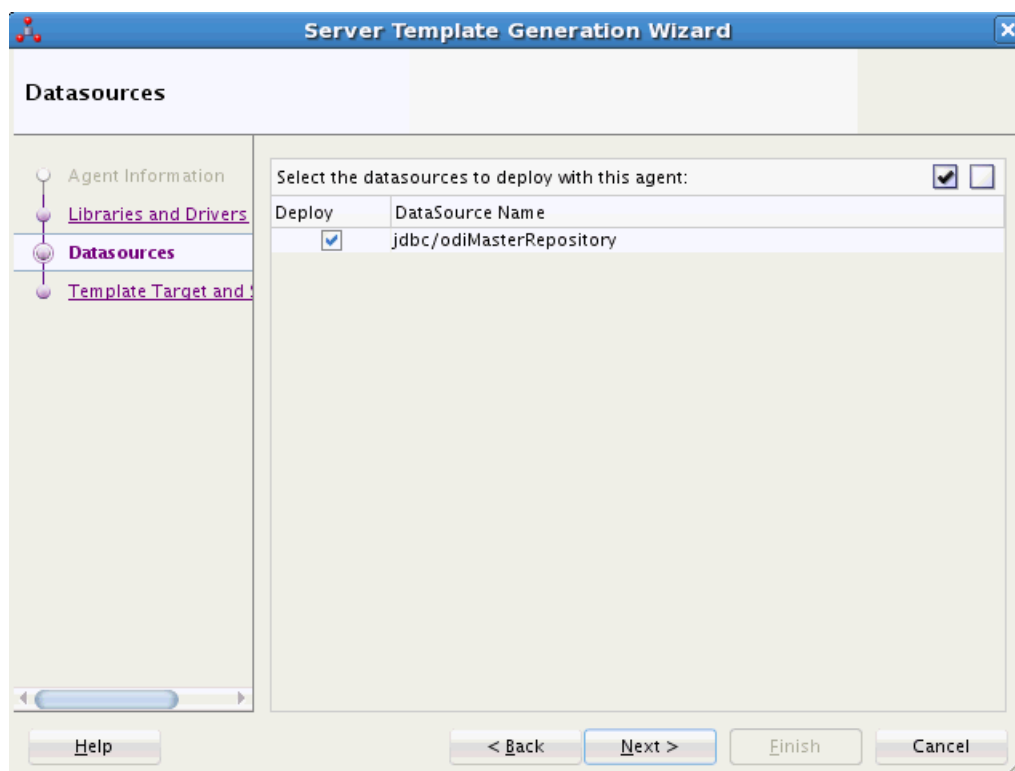 Server Template Generation Wizard
Datasources
Agent Information
Libraries and Drivers
Datasources
Template Target and
Select the datasources to deploy with this agent:
Deploy DataSource Name
jdbc/odiMasterRepository
Help < Back Next > Finish Cancel